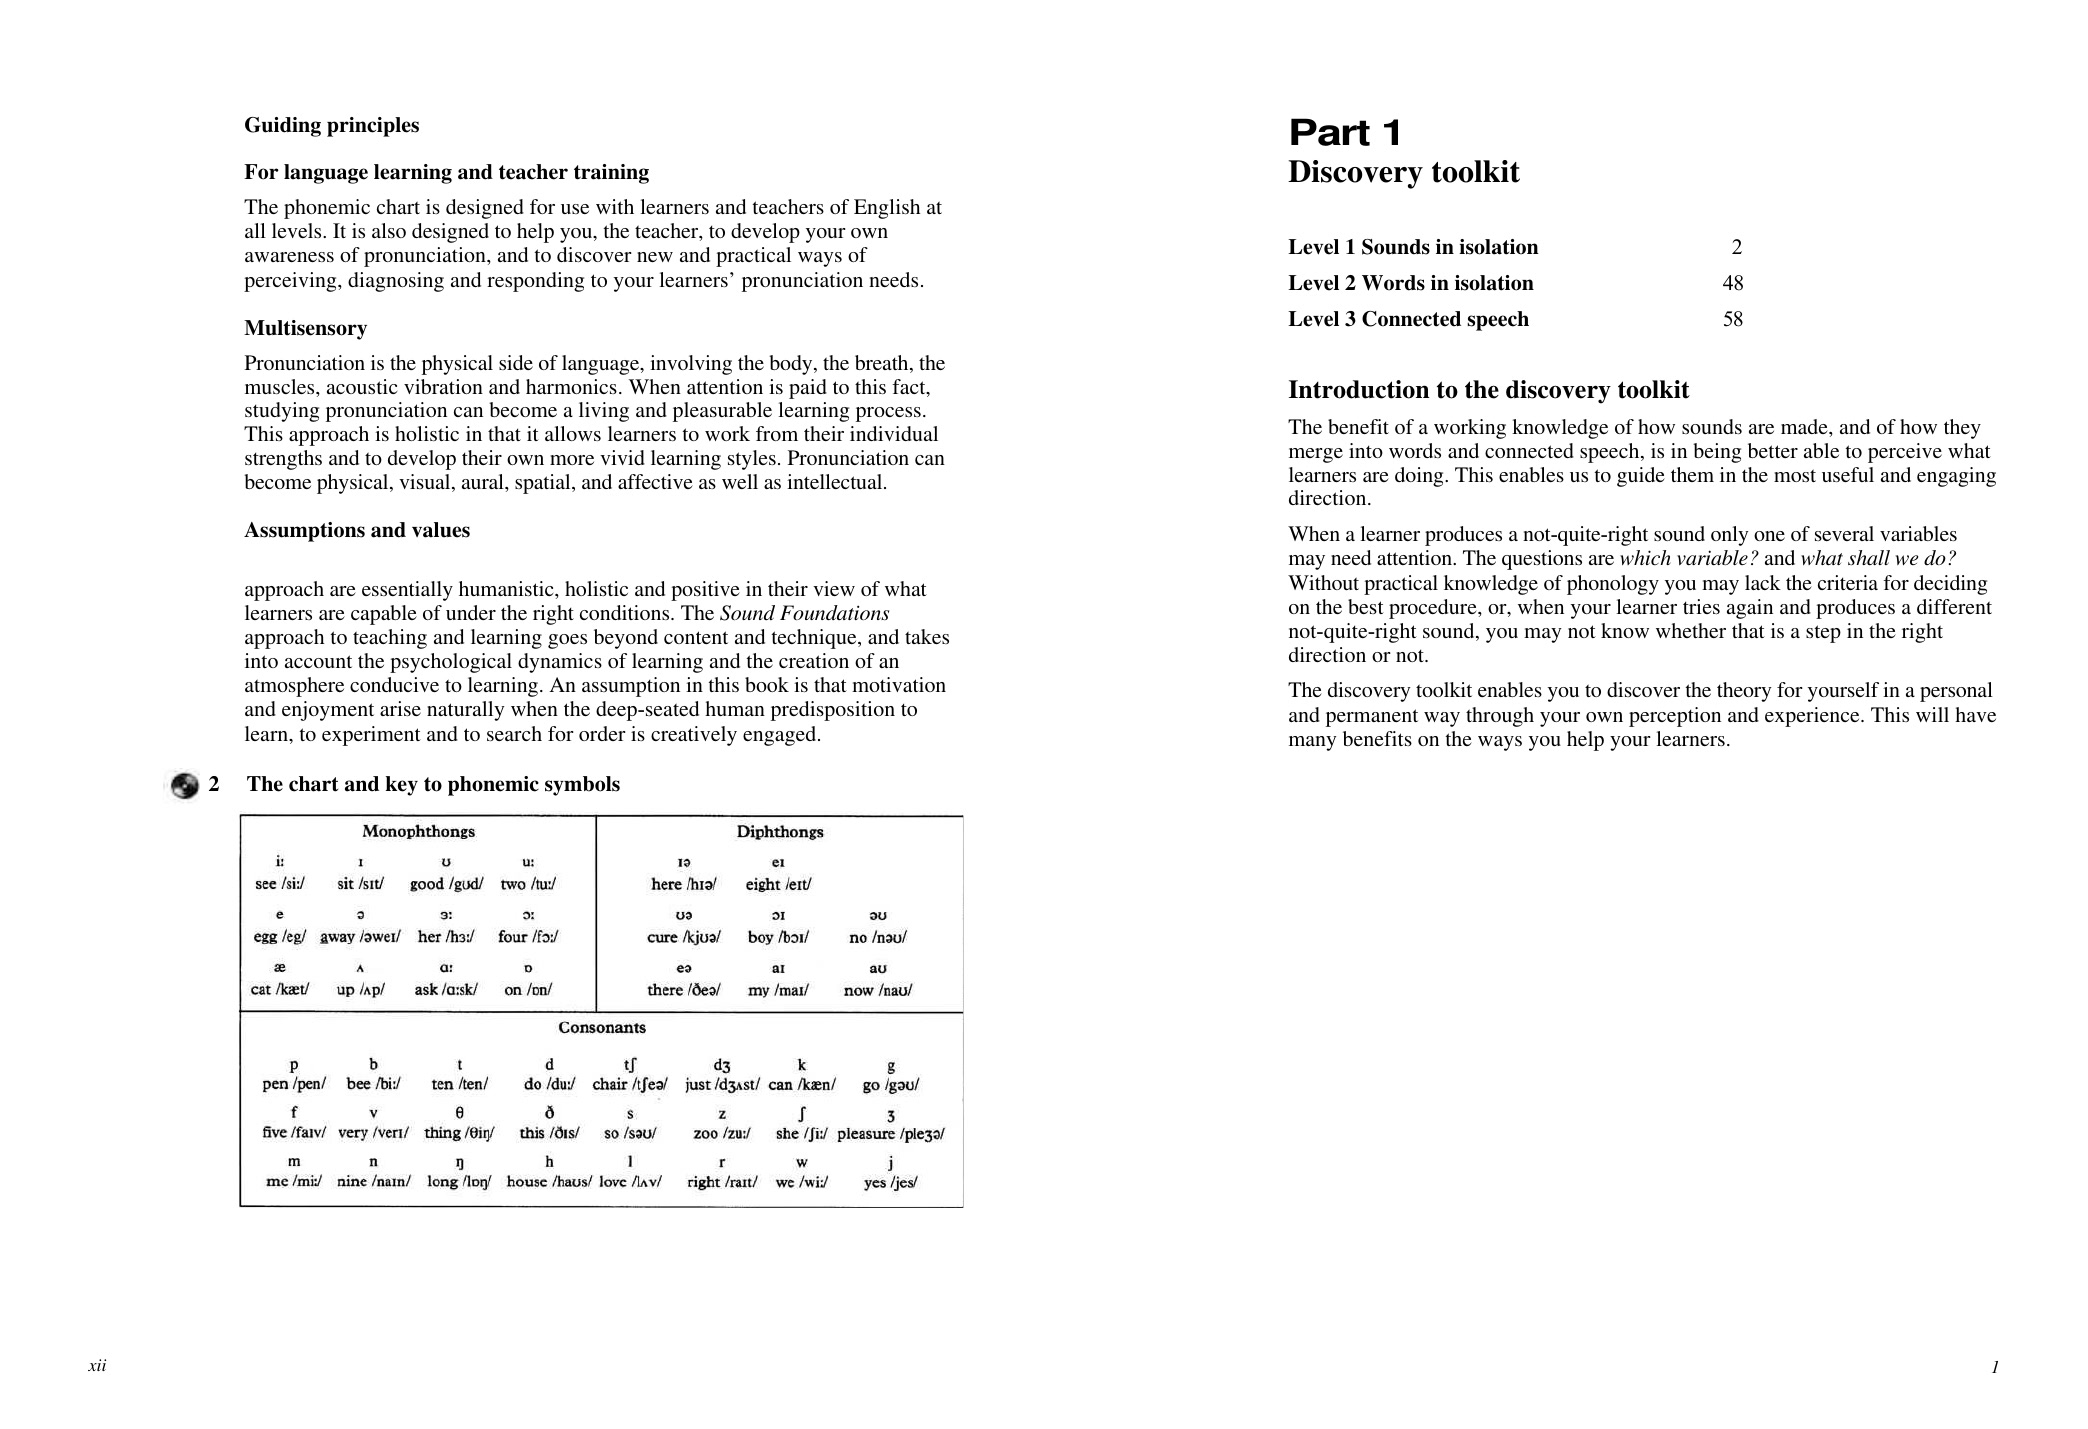 Guiding principles
For language learning and teacher training
The phonemic chart is designed for use with learners and teachers of English at
all levels. It is also designed to help you, the teacher, to develop your own
awareness of pronunciation, and to discover new and practical ways of
perceiving, diagnosing and responding to your learners’ pronunciation needs.
Multisensory
Pronunciation is the physical side of language, involving the body, the breath, the
muscles, acoustic vibration and harmonics. When attention is paid to this fact,
studying pronunciation can become a living and pleasurable learning process.
This approach is holistic in that it allows learners to work from their individual
strengths and to develop their own more vivid learning styles. Pronunciation can
become physical, visual, aural, spatial, and affective as well as intellectual.
Assumptions and values
approach are essentially humanistic, holistic and positive in their view of what
learners are capable of under the right conditions. The Sound Foundations
approach to teaching and learning goes beyond content and technique, and takes
into account the psychological dynamics of learning and the creation of an
atmosphere conducive to learning. An assumption in this book is that motivation
and enjoyment arise naturally when the deep-seated human predisposition to
learn, to experiment and to search for order is creatively engaged.
2 The chart and key to phonemic symbols
Monophthongs
iː ɪ ʊ uː
see /siː/ sit /sɪt/ good /gʊd/ two /tuː/
e ə ɜː ɔː
egg /eg/ away /əweɪ/ her /hɜː/ four /fɔː/
æ ʌ ɑː ɒ
cat /kæt/ up /ʌp/ ask /ɑːsk/ on /ɒn/
Diphthongs
ɪə eɪ
here /hɪə/ eight /eɪt/
ʊə ɔɪ əʊ
cure /kjʊə/ boy /bɔɪ/ no /nəʊ/
eə aɪ aʊ
there /ðeə/ my /maɪ/ now /naʊ/
Consonants
p b t d tʃ dʒ k g
pen /pen/ bee /biː/ ten /ten/ do /duː/ chair /tʃeə/ just /dʒʌst/ can /kæn/ go /gəʊ/
f v θ ð s z ʃ ʒ
five /faɪv/ very /verɪ/ thing /θiŋ/ this /ðɪs/ so /səʊ/ zoo /zuː/ she /ʃiː/ pleasure /pleʒə/
m n ŋ h l r w j
me /miː/ nine /naɪn/ long /lɒŋ/ house /haʊs/ love /lʌv/ right /raɪt/ we /wiː/ yes /jes/
xii
Part 1
Discovery toolkit
Level 1 Sounds in isolation 2
Level 2 Words in isolation 48
Level 3 Connected speech 58
Introduction to the discovery toolkit
The benefit of a working knowledge of how sounds are made, and of how they
merge into words and connected speech, is in being better able to perceive what
learners are doing. This enables us to guide them in the most useful and engaging
direction.
When a learner produces a not-quite-right sound only one of several variables
may need attention. The questions are which variable? and what shall we do?
Without practical knowledge of phonology you may lack the criteria for deciding
on the best procedure, or, when your learner tries again and produces a different
not-quite-right sound, you may not know whether that is a step in the right
direction or not.
The discovery toolkit enables you to discover the theory for yourself in a personal
and permanent way through your own perception and experience. This will have
many benefits on the ways you help your learners.
1